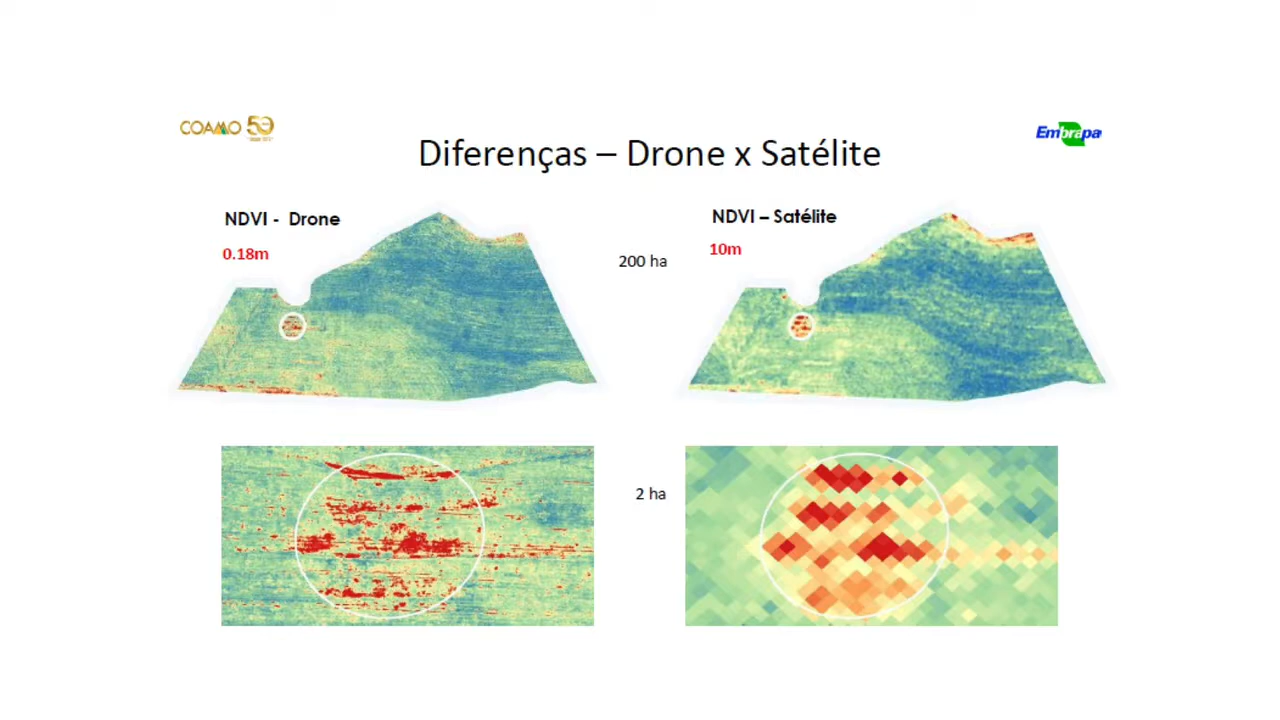 COAMO 50
Embrapa
Diferenças – Drone x Satélite
NDVI - Drone
0.18m
200 ha
NDVI – Satélite
10m
2 ha